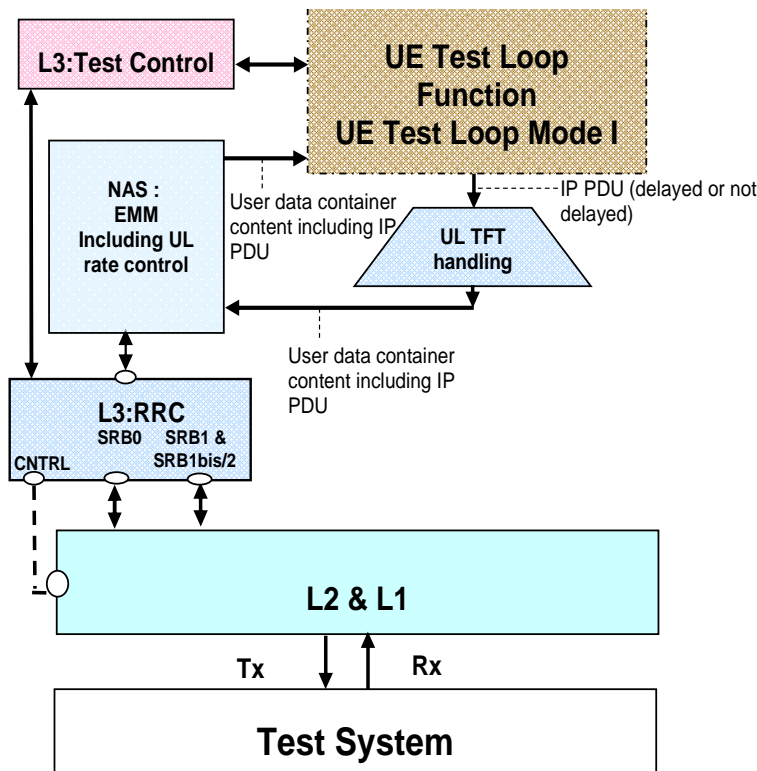 L3:Test Control
UE Test Loop
Function
UE Test Loop Mode I
NAS :
EMM
Including UL
rate control
User data container
content including IP
PDU
IP PDU (delayed or not
delayed)
UL TFT
handling
User data container
content including IP
PDU
L3:RRC
SRB0
SRB1 &
SRB1bis/2
CNTRL
L2 & L1
Tx
Rx
Test System